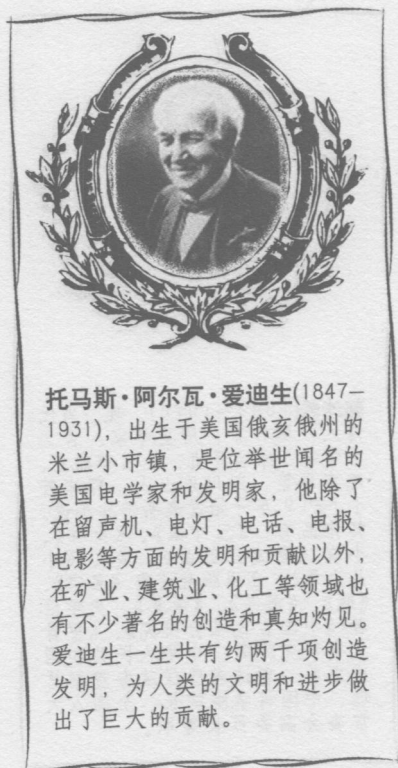 托马斯·阿尔瓦·爱迪生(1847—
1931)，出生于美国俄亥俄州的
米兰小市镇，是位举世闻名的
美国电学家和发明家，他除了
在留声机、电灯、电话、电报、
电影等方面的发明和贡献以外，
在矿业、建筑业、化工等领域也
有不少著名的创造和真知灼见。
爱迪生一生共有约两千项创造
发明，为人类的文明和进步做
出了巨大的贡献。